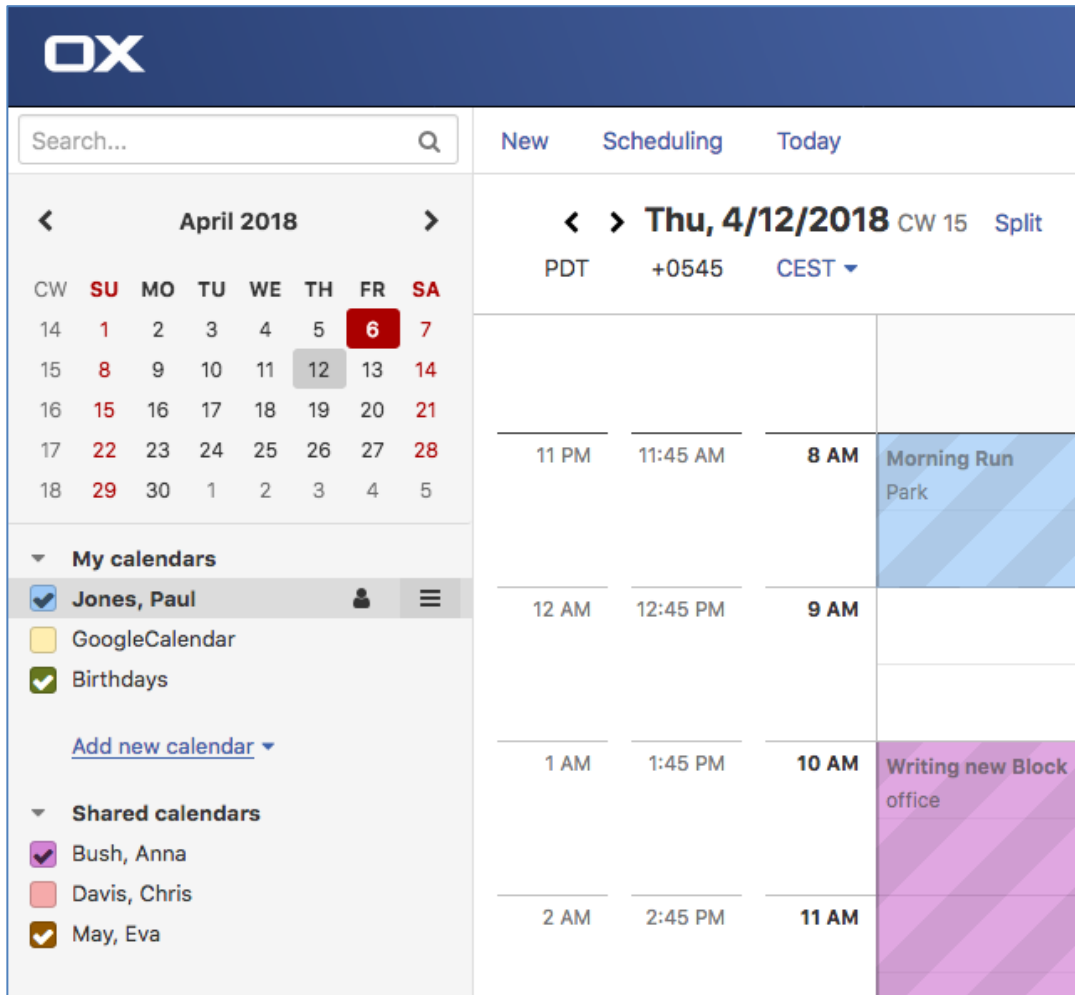 OX
Search...
New Scheduling Today
April 2018
Thu, 4/12/2018 CW 15 Split
PDT +0545 CEST
CW SU MO TU WE TH FR SA
14 1 2 3 4 5 6 7
15 8 9 10 11 12 13 14
16 15 16 17 18 19 20 21
17 22 23 24 25 26 27 28
18 29 30 1 2 3 4 5
My calendars
Jones, Paul
GoogleCalendar
Birthdays
Add new calendar
Shared calendars
Bush, Anna
Davis, Chris
May, Eva
11 PM 11:45 AM 8 AM Morning Run
Park
12 AM 12:45 PM 9 AM
1 AM 1:45 PM 10 AM Writing new Block
office
2 AM 2:45 PM 11 AM